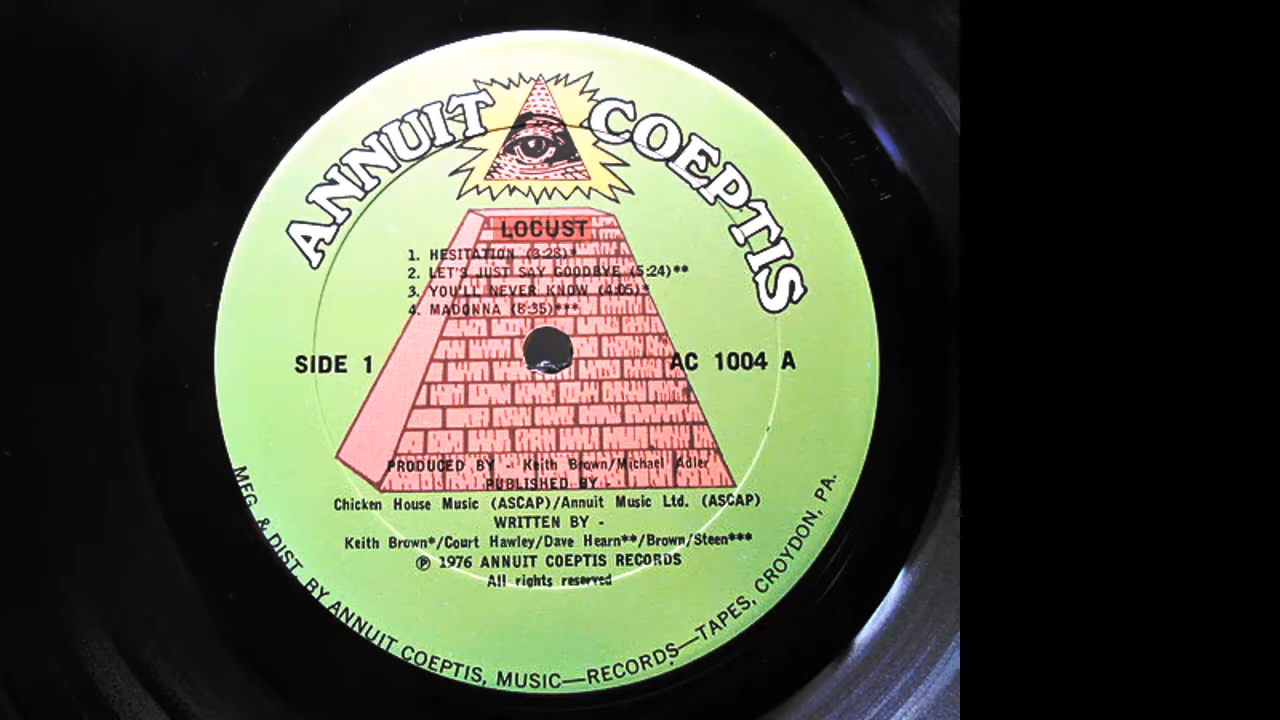 ANNUIT COEPTIS
LOCUST
1. HESITATION (3:28)*
2. LET'S JUST SAY GOODBYE (5:24)**
3. YOU'LL NEVER KNOW (4:05)*
4. MADONNA (8:35)***
SIDE 1
AC 1004 A
PRODUCED BY - Keith Brown/Michael Adler
PUBLISHED BY -
Chicken House Music (ASCAP)/Annuit Music Ltd. (ASCAP)
WRITTEN BY -
Keith Brown*/Court Hawley/Dave Hearn**/Brown/Steen***
Ⓟ 1976 ANNUIT COEPTIS RECORDS
All rights reserved
MFG. & DIST. BY ANNUIT COEPTIS, MUSIC—RECORDS—TAPES, CROYDON, PA.